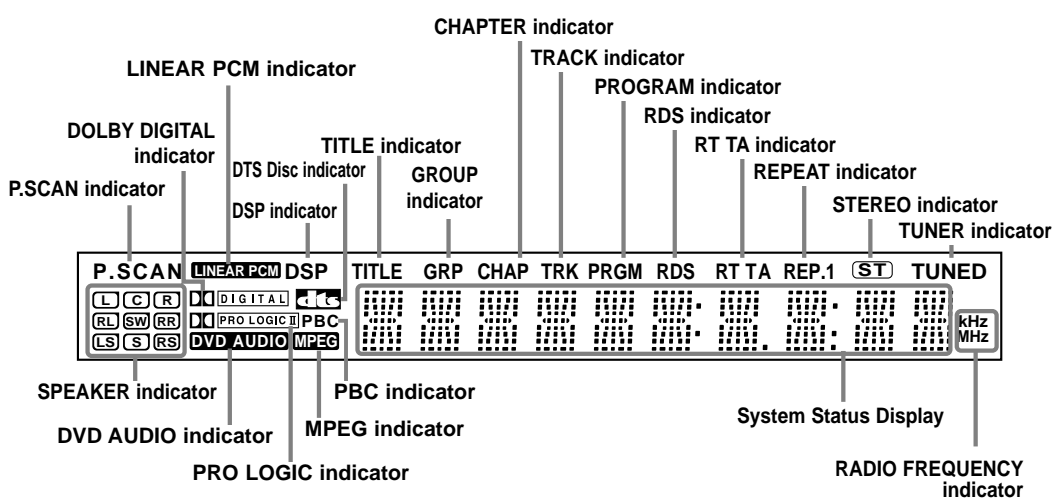 CHAPTER indicator
TRACK indicator
LINEAR PCM indicator
PROGRAM indicator
RDS indicator
DOLBY DIGITAL
indicator
TITLE indicator
RT TA indicator
DTS Disc indicator
GROUP
indicator
REPEAT indicator
P.SCAN indicator
DSP indicator
STEREO indicator
TUNER indicator
P.SCAN LINEAR PCM DSP TITLE GRP CHAP TRK PRGM RDS RT TA REP.1 ST TUNED
L C R DIGITAL dts
RL SW RR PRO LOGIC II PBC
kHz
LS S RS DVD AUDIO MPEG
MHz
SPEAKER indicator
PBC indicator
System Status Display
DVD AUDIO indicator
MPEG indicator
PRO LOGIC indicator
RADIO FREQUENCY
indicator